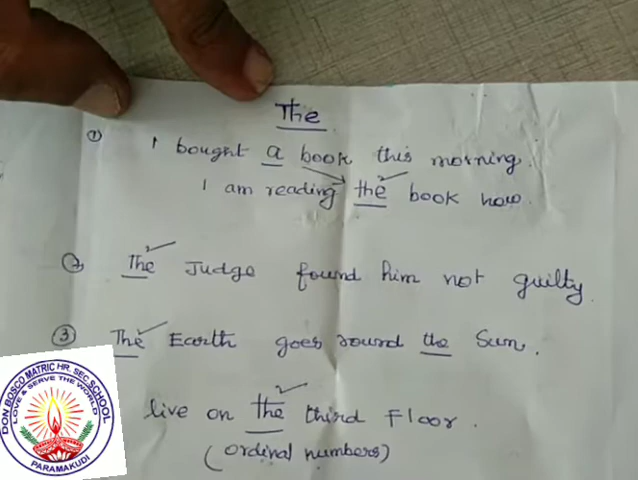 The
① I bought a book this morning.
I am reading the book now.
② The Judge found him not guilty.
③ The Earth goes round the Sun.
live on the third Floor.
(ordinal numbers)
DON BOSCO MATRIC HR. SEC. SCHOOL
LOVE & SERVE THE WORLD
PARAMAKUDI